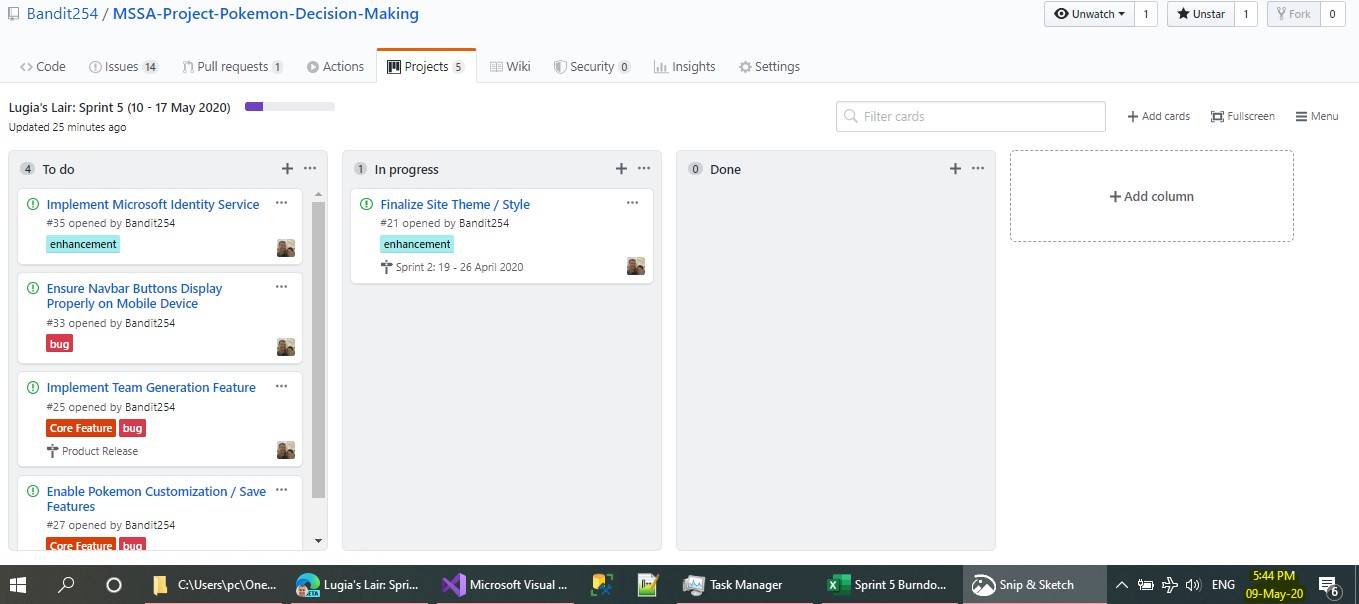 Bandit254 / MSSA-Project-Pokemon-Decision-Making
Unwatch 1 Unstar 1 Fork 0
Code Issues 14 Pull requests 1 Actions Projects 5 Wiki Security 0 Insights Settings
Lugia's Lair: Sprint 5 (10 - 17 May 2020)
Updated 25 minutes ago
Filter cards
Add cards Fullscreen Menu
4 To do
Implement Microsoft Identity Service
#35 opened by Bandit254
enhancement
Ensure Navbar Buttons Display
Properly on Mobile Device
#33 opened by Bandit254
bug
Implement Team Generation Feature
#25 opened by Bandit254
Core Feature bug
Product Release
Enable Pokemon Customization / Save
Features
#27 opened by Bandit254
Core Feature bug
1 In progress
Finalize Site Theme / Style
#21 opened by Bandit254
enhancement
Sprint 2: 19 - 26 April 2020
0 Done
Add column
C:\Users\pc\One... Lugia's Lair: Spri... Microsoft Visual ... Task Manager Sprint 5 Burndo... Snip & Sketch ENG
5:44 PM
09-May-20
6